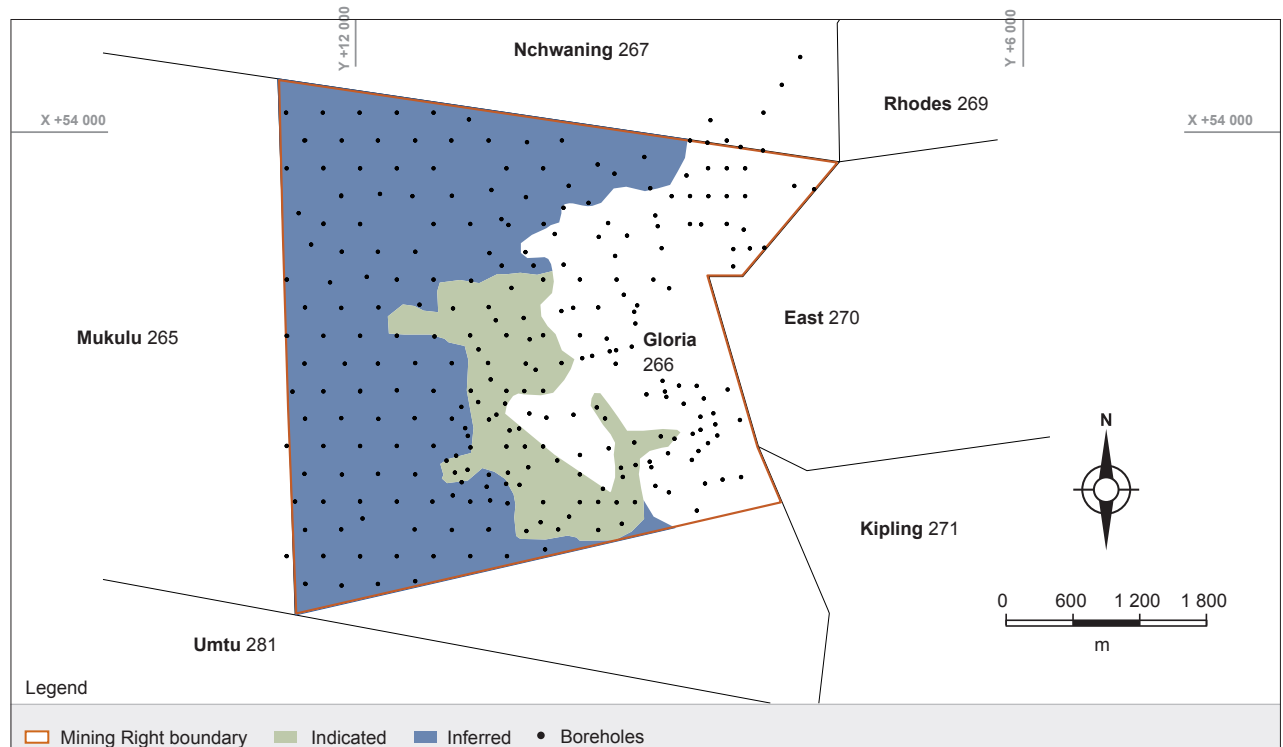 Y +12 000
Y +6 000
Nchwaning 267
Rhodes 269
X +54 000
X +54 000
Mukulu 265
East 270
Gloria
266
N
Kipling 271
0 600 1 200 1 800
m
Umtu 281
Legend
Mining Right boundary Indicated Inferred Boreholes